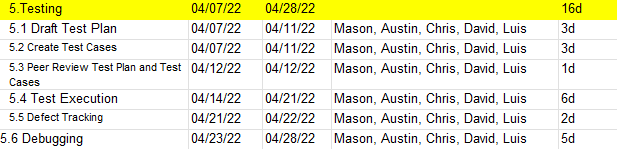 5.Testing 04/07/22 04/28/22 16d
5.1 Draft Test Plan 04/07/22 04/11/22 Mason, Austin, Chris, David, Luis 3d
5.2 Create Test Cases 04/07/22 04/11/22 Mason, Austin, Chris, David, Luis 3d
5.3 Peer Review Test Plan and Test
Cases 04/12/22 04/12/22 Mason, Austin, Chris, David, Luis 1d
5.4 Test Execution 04/14/22 04/21/22 Mason, Austin, Chris, David, Luis 6d
5.5 Defect Tracking 04/21/22 04/22/22 Mason, Austin, Chris, David, Luis 2d
5.6 Debugging 04/23/22 04/28/22 Mason, Austin, Chris, David, Luis 5d